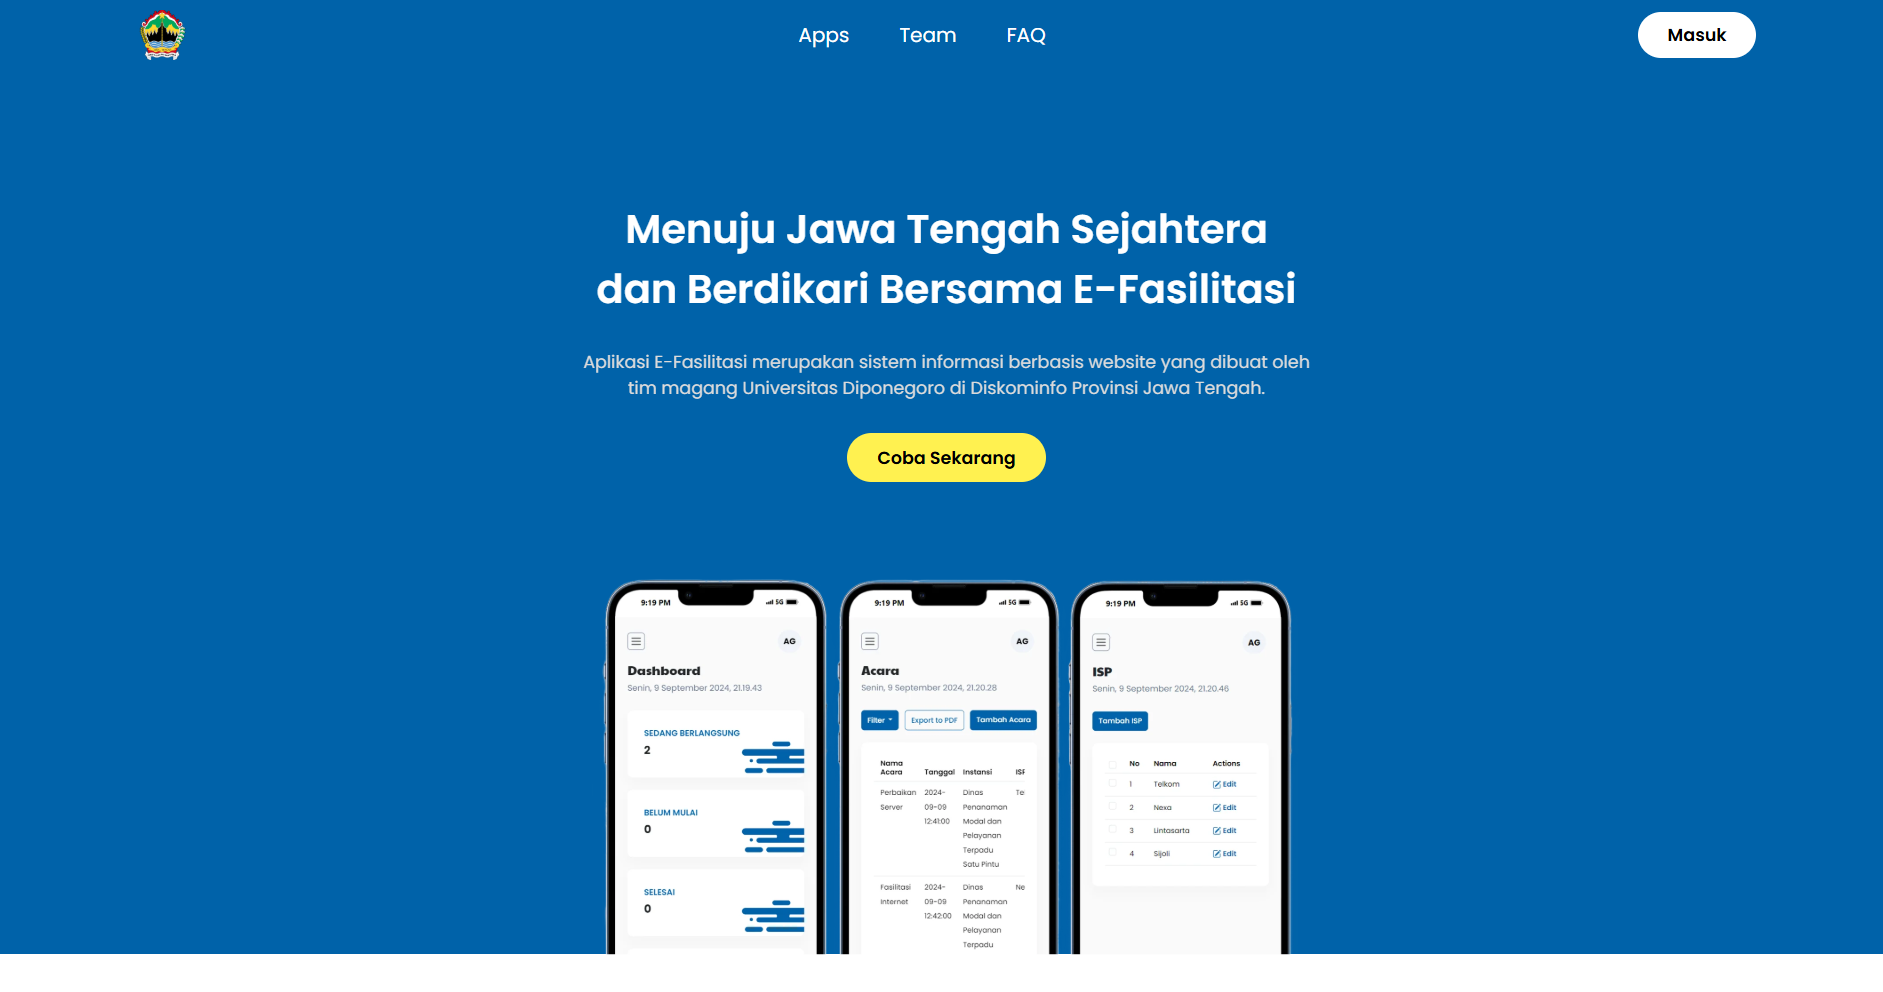 Apps
Team
FAQ
Masuk
Menuju Jawa Tengah Sejahtera
dan Berdikari Bersama E-Fasilitasi
Aplikasi E-Fasilitasi merupakan sistem informasi berbasis website yang dibuat oleh
tim magang Universitas Diponegoro di Diskominfo Provinsi Jawa Tengah.
Coba Sekarang
9:19 PM
5G
AG
Dashboard
Senin, 9 September 2024, 21.19.43
SEDANG BERLANGSUNG
2
BELUM MULAI
0
SELESAI
0
9:19 PM
5G
AG
Acara
Senin, 9 September 2024, 21.20.28
Filter
Export to PDF
Tambah Acara
Nama
Acara Tanggal Instansi ISF
Perbaikan 2024- Dinas Te
Server 09-09 Penanaman
12:41:00 Modal dan
Pelayanan
Terpadu
Satu Pintu
Fasilitasi 2024- Dinas Ne
Internet 09-09 Penanaman
12:42:00 Modal dan
Pelayanan
Terpadu
9:19 PM
5G
AG
ISP
Senin, 9 September 2024, 21.20.46
Tambah ISP
No Nama Actions
1 Telkom Edit
2 Nexa Edit
3 Lintasarta Edit
4 Sijoli Edit